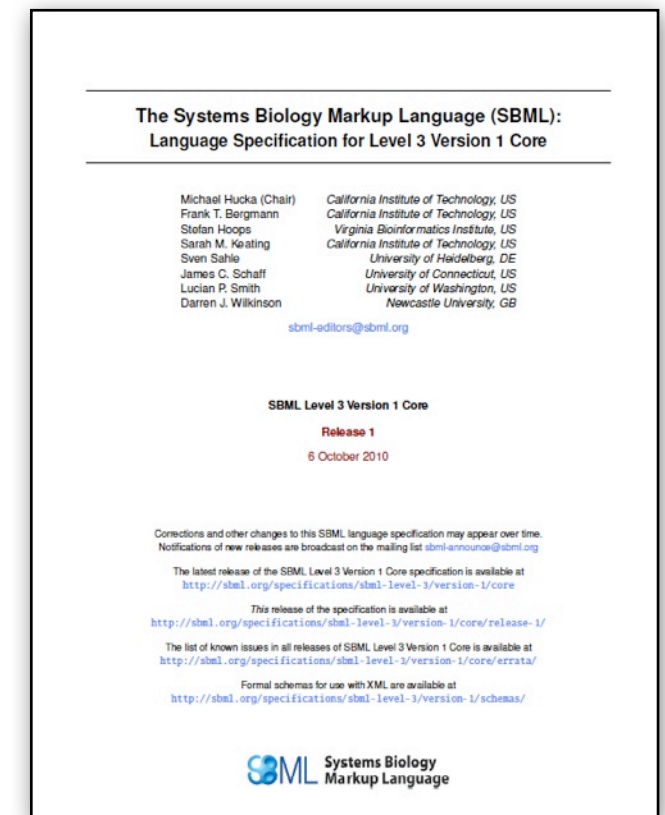 The Systems Biology Markup Language (SBML):
Language Specification for Level 3 Version 1 Core
Michael Hucka (Chair) California Institute of Technology, US
Frank T. Bergmann California Institute of Technology, US
Stefan Hoops Virginia Bioinformatics Institute, US
Sarah M. Keating California Institute of Technology, US
Sven Sahle University of Heidelberg, DE
James C. Schaff University of Connecticut, US
Lucian P. Smith University of Washington, US
Darren J. Wilkinson Newcastle University, GB
sbml-editors@sbml.org
SBML Level 3 Version 1 Core
Release 1
6 October 2010
Corrections and other changes to this SBML language specification may appear over time.
Notifications of new releases are broadcast on the mailing list sbml-announce@sbml.org
The latest release of the SBML Level 3 Version 1 Core specification is available at
http://sbml.org/specifications/sbml-level-3/version-1/core
This release of the specification is available at
http://sbml.org/specifications/sbml-level-3/version-1/core/release-1/
The list of known issues in all releases of SBML Level 3 Version 1 Core is available at
http://sbml.org/specifications/sbml-level-3/version-1/core/errata/
Formal schemas for use with XML are available at
http://sbml.org/specifications/sbml-level-3/version-1/schemas/
SBML Systems Biology
Markup Language